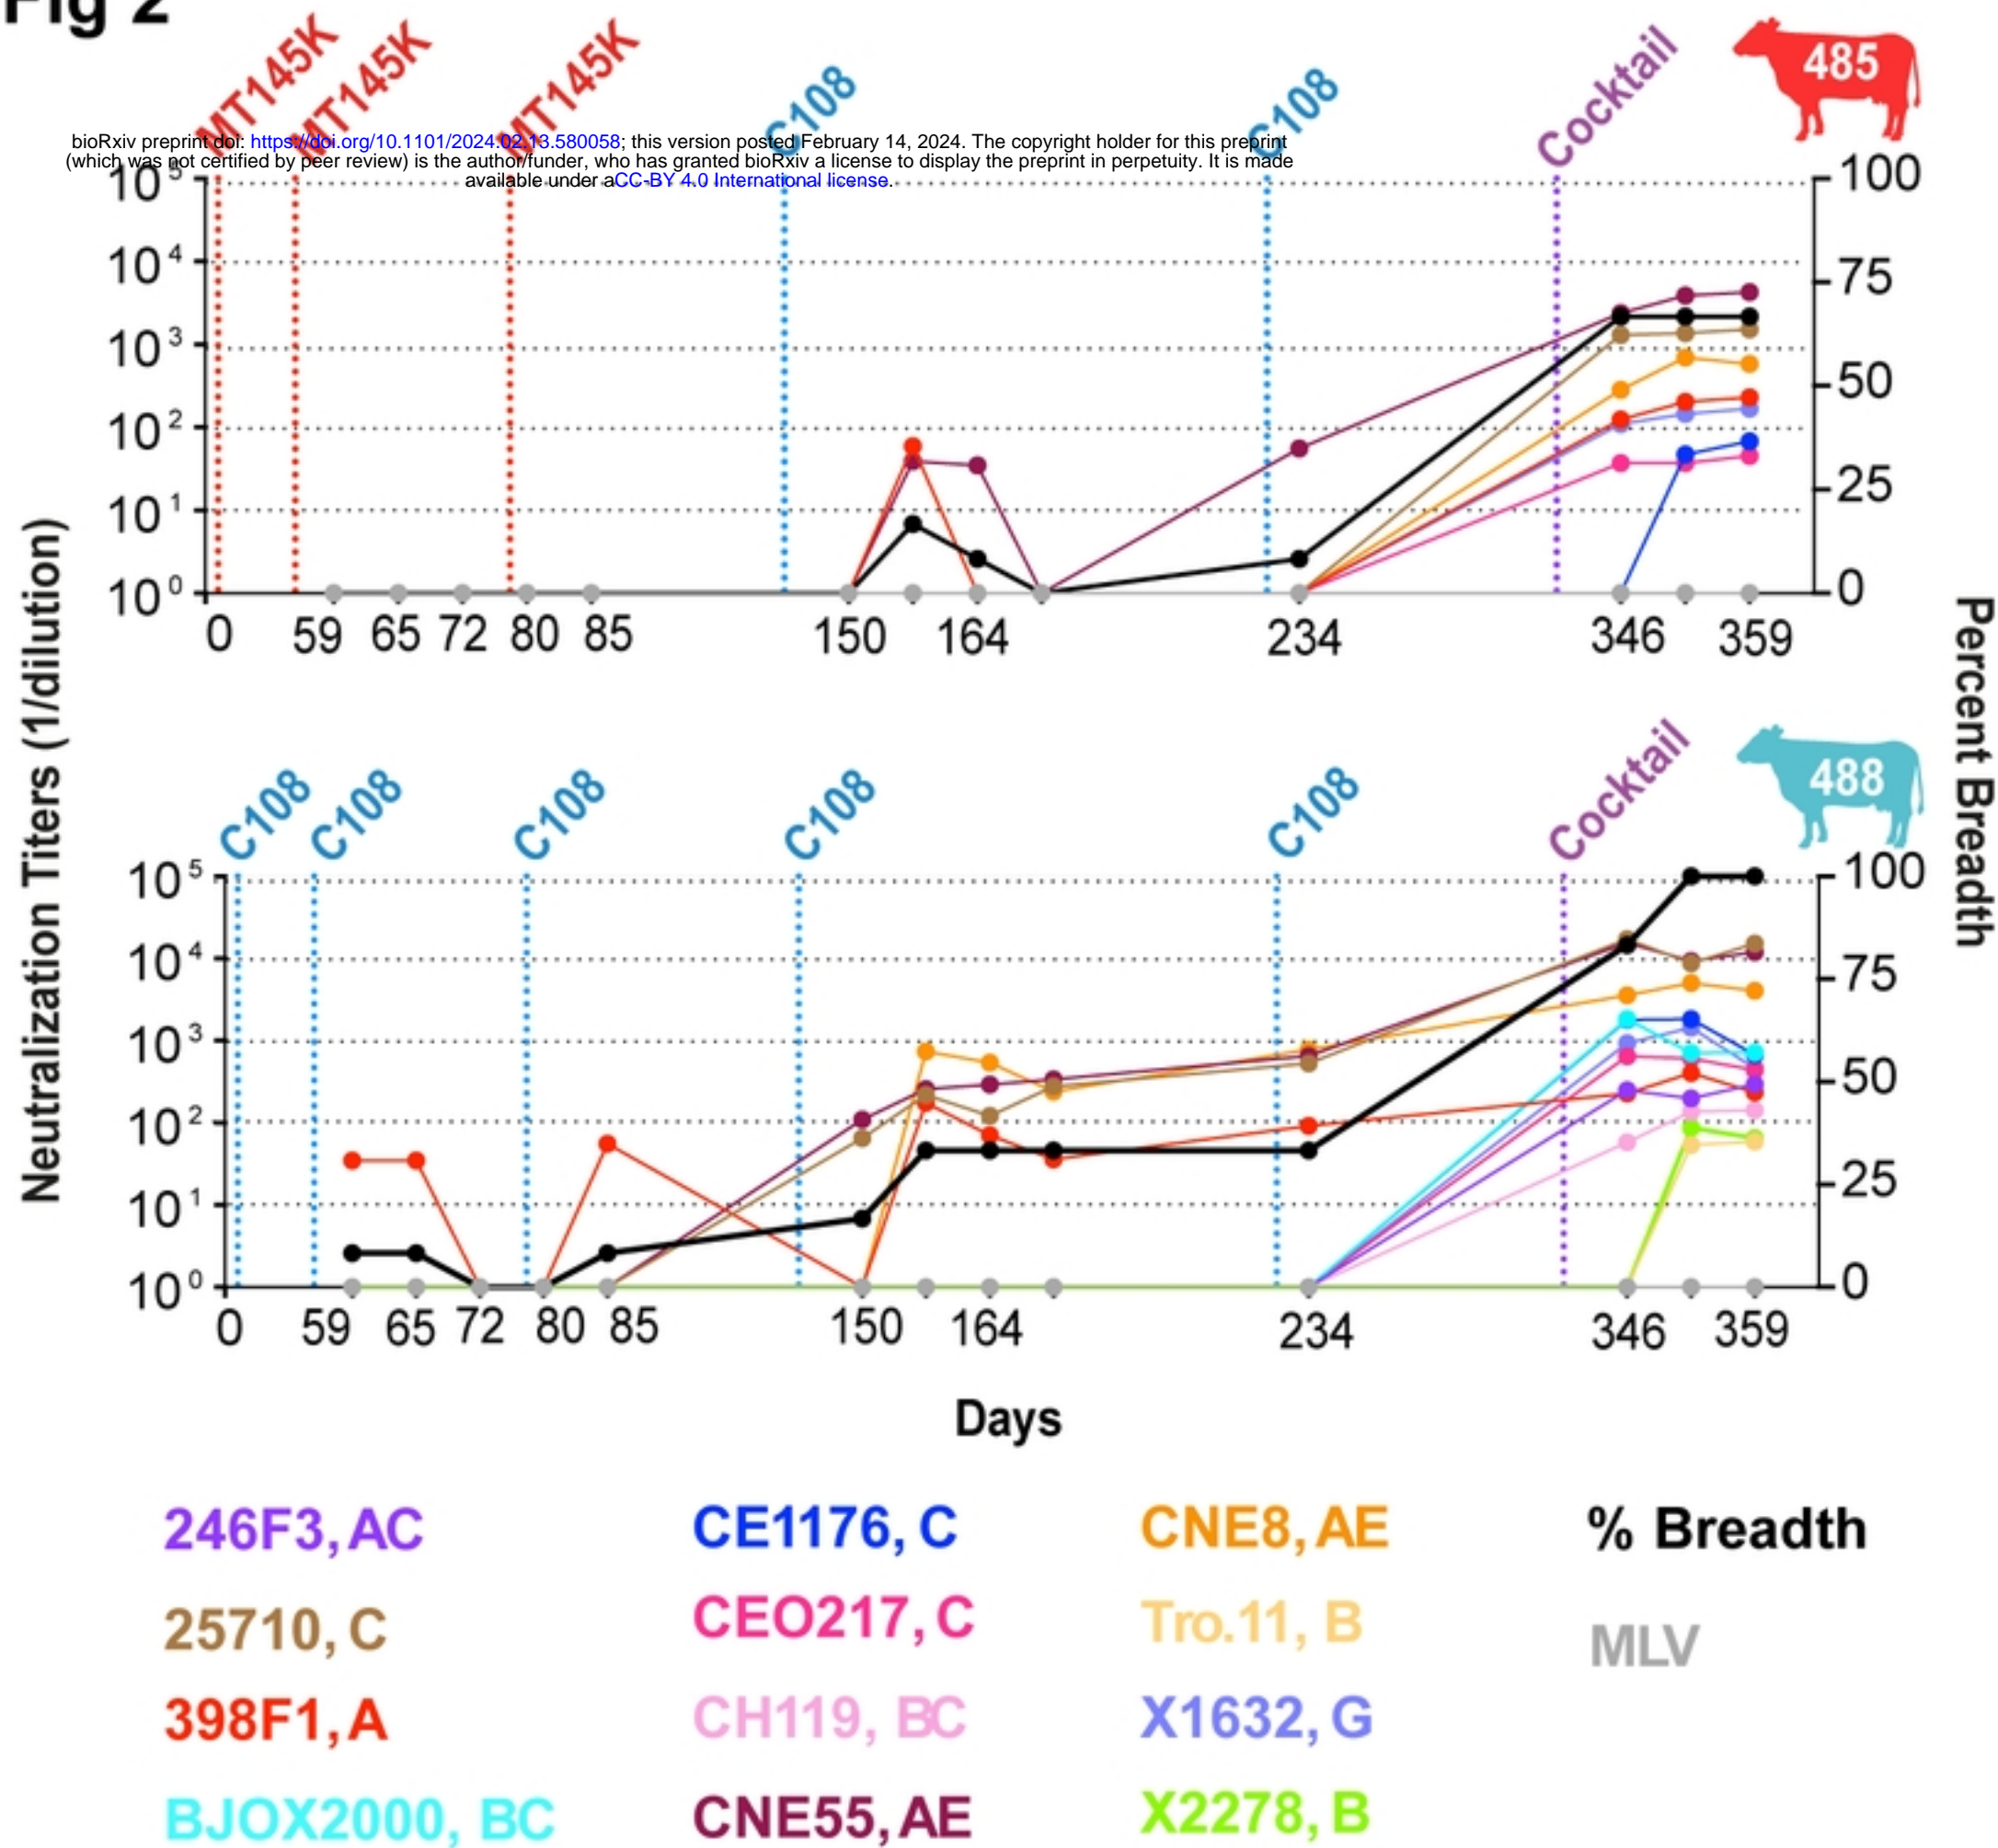 Fig 2
MT145K MT145K MT145K C108 C108 Cocktail 485
bioRxiv preprint doi: https://doi.org/10.1101/2024.02.13.580058; this version posted February 14, 2024. The copyright holder for this preprint
(which was not certified by peer review) is the author/funder, who has granted bioRxiv a license to display the preprint in perpetuity. It is made
available under aCC-BY 4.0 International license.
10⁵ 100
10⁴ 75
10³ 50
10² 25
10¹
10⁰ 0
0 59 65 72 80 85 150 164 234 346 359
Neutralization Titers (1/dilution)
Percent Breadth
C108 C108 C108 C108 C108 Cocktail 488
10⁵ 100
10⁴ 75
10³ 50
10² 25
10¹
10⁰ 0
0 59 65 72 80 85 150 164 234 346 359
Days
246F3, AC CE1176, C CNE8, AE % Breadth
25710, C CEO217, C Tro.11, B MLV
398F1, A CH119, BC X1632, G
BJOX2000, BC CNE55, AE X2278, B